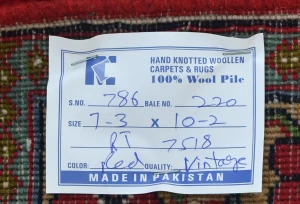 HAND KNOTTED WOOLLEN
CARPETS & RUGS
100% Wool Pile
S.NO. 786 BALE NO. 220
SIZE 7-3 x 10-2
RT 7518
COLOR: Red QUALITY: Vintage
MADE IN PAKISTAN